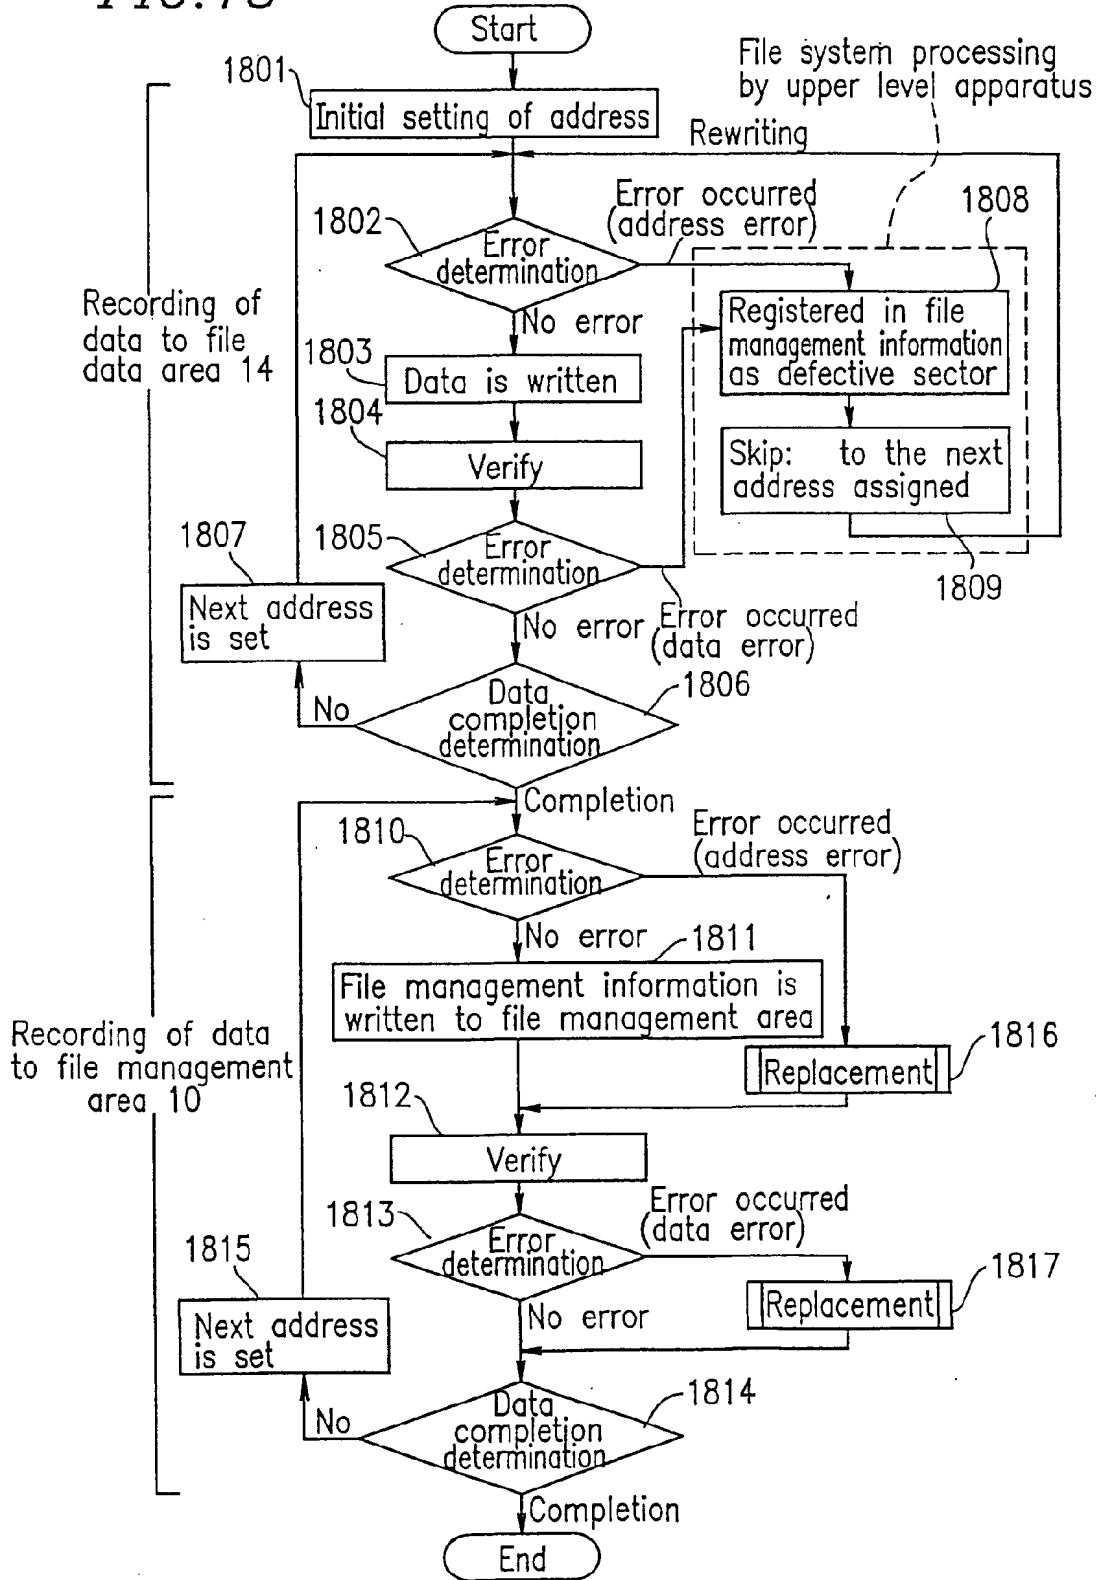 Start
1801
Initial setting of address
File system processing
by upper level apparatus
Rewriting
Error occurred
(address error)
1808
1802
Error
determination
Recording of
data to file
data area 14
No error
Registered in file
management information
as defective sector
1803
Data is written
1804
Verify
Skip: to the next
address assigned
1807
1805
Error
determination
1809
Next address
is set
No error
Error occurred
(data error)
1806
Data
completion
determination
No
Completion
1810
Error
determination
Error occurred
(address error)
No error
1811
File management information is
written to file management area
Recording of data
to file management
area 10
1816
Replacement
1812
Verify
1813
Error
determination
Error occurred
(data error)
1815
1817
Replacement
Next address
is set
No error
1814
Data
completion
determination
No
Completion
End